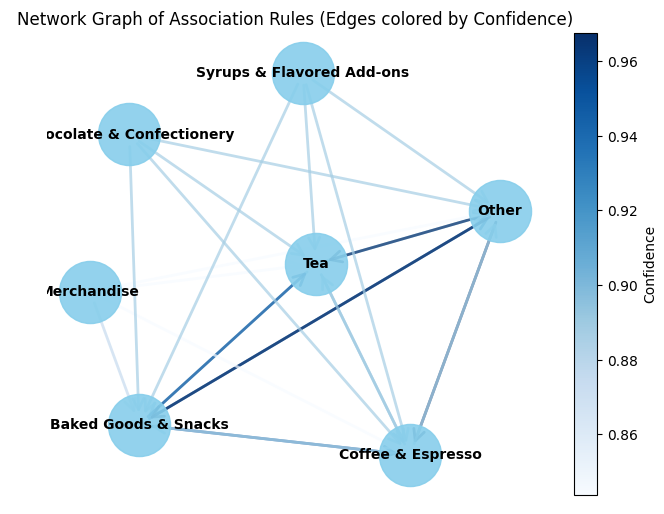 Network Graph of Association Rules (Edges colored by Confidence)
Syrups & Flavored Add-ons
ocolate & Confectionery
Other
Tea
Merchandise
Baked Goods & Snacks
Coffee & Espresso
0.96
0.94
0.92
0.90
0.88
0.86
Confidence